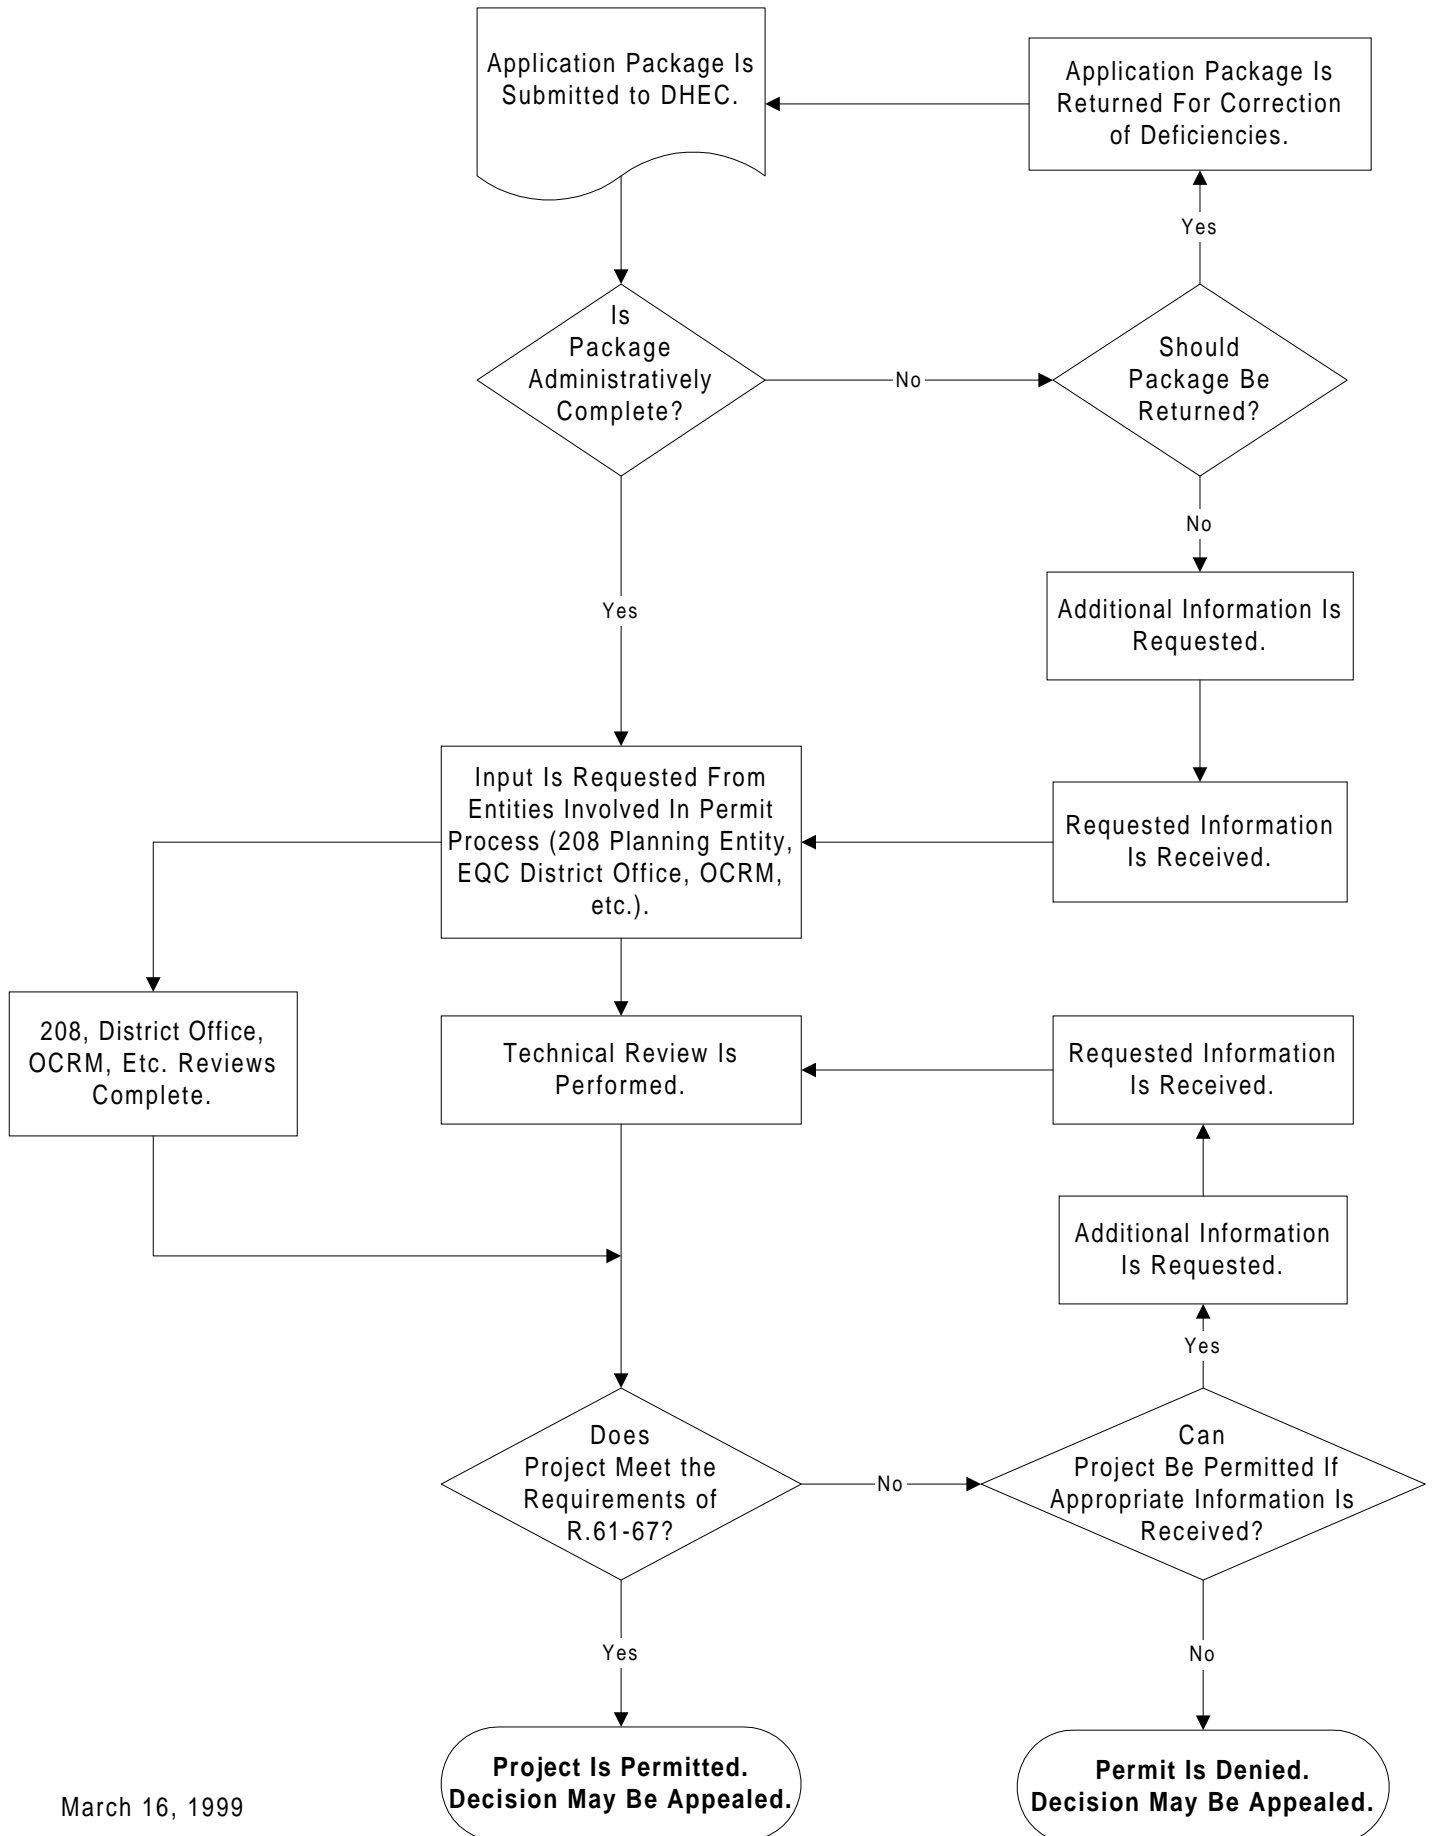 Application Package Is
Submitted to DHEC.
Application Package Is
Returned For Correction
of Deficiencies.
Yes
Is
Package
Administratively
Complete?
No
Should
Package Be
Returned?
No
Additional Information Is
Requested.
Yes
Input Is Requested From
Entities Involved In Permit
Process (208 Planning Entity,
EQC District Office, OCRM,
etc.).
Requested Information
Is Received.
208, District Office,
OCRM, Etc. Reviews
Complete.
Technical Review Is
Performed.
Requested Information
Is Received.
Additional Information
Is Requested.
Yes
Does
Project Meet the
Requirements of
R.61-67?
No
Can
Project Be Permitted If
Appropriate Information Is
Received?
Yes
No
Project Is Permitted.
Decision May Be Appealed.
Permit Is Denied.
Decision May Be Appealed.
March 16, 1999